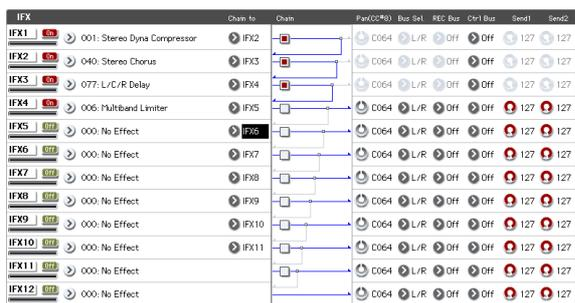 IFX Chain to Chain Pan(CC#8) Bus Sel. REC Bus Ctrl Bus Send1 Send2
IFX1 On 001: Stereo Dyna Compressor IFX2 C064 L/R Off Off 127 127
IFX2 On 040: Stereo Chorus IFX3 C064 L/R Off Off 127 127
IFX3 On 077: L/C/R Delay IFX4 C064 L/R Off Off 127 127
IFX4 On 006: Multiband Limiter IFX5 C064 L/R Off Off 127 127
IFX5 Off 000: No Effect IFX6 C064 L/R Off Off 127 127
IFX6 Off 000: No Effect IFX7 C064 L/R Off Off 127 127
IFX7 Off 000: No Effect IFX8 C064 L/R Off Off 127 127
IFX8 Off 000: No Effect IFX9 C064 L/R Off Off 127 127
IFX9 Off 000: No Effect IFX10 C064 L/R Off Off 127 127
IFX10 Off 000: No Effect IFX11 C064 L/R Off Off 127 127
IFX11 Off 000: No Effect C064 L/R Off Off 127 127
IFX12 Off 000: No Effect C064 L/R Off Off 127 127